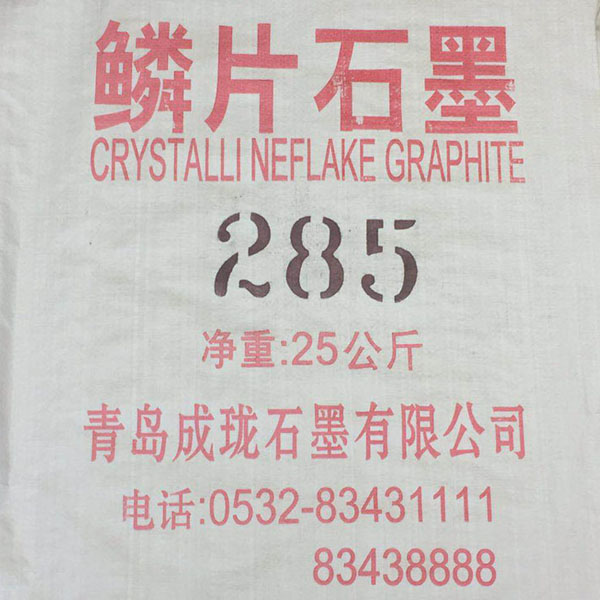 鳞片石墨
CRYSTALLI NEFLAKE GRAPHITE
285
净重:25公斤
青岛成珑石墨有限公司
电话:0532-83431111
83438888